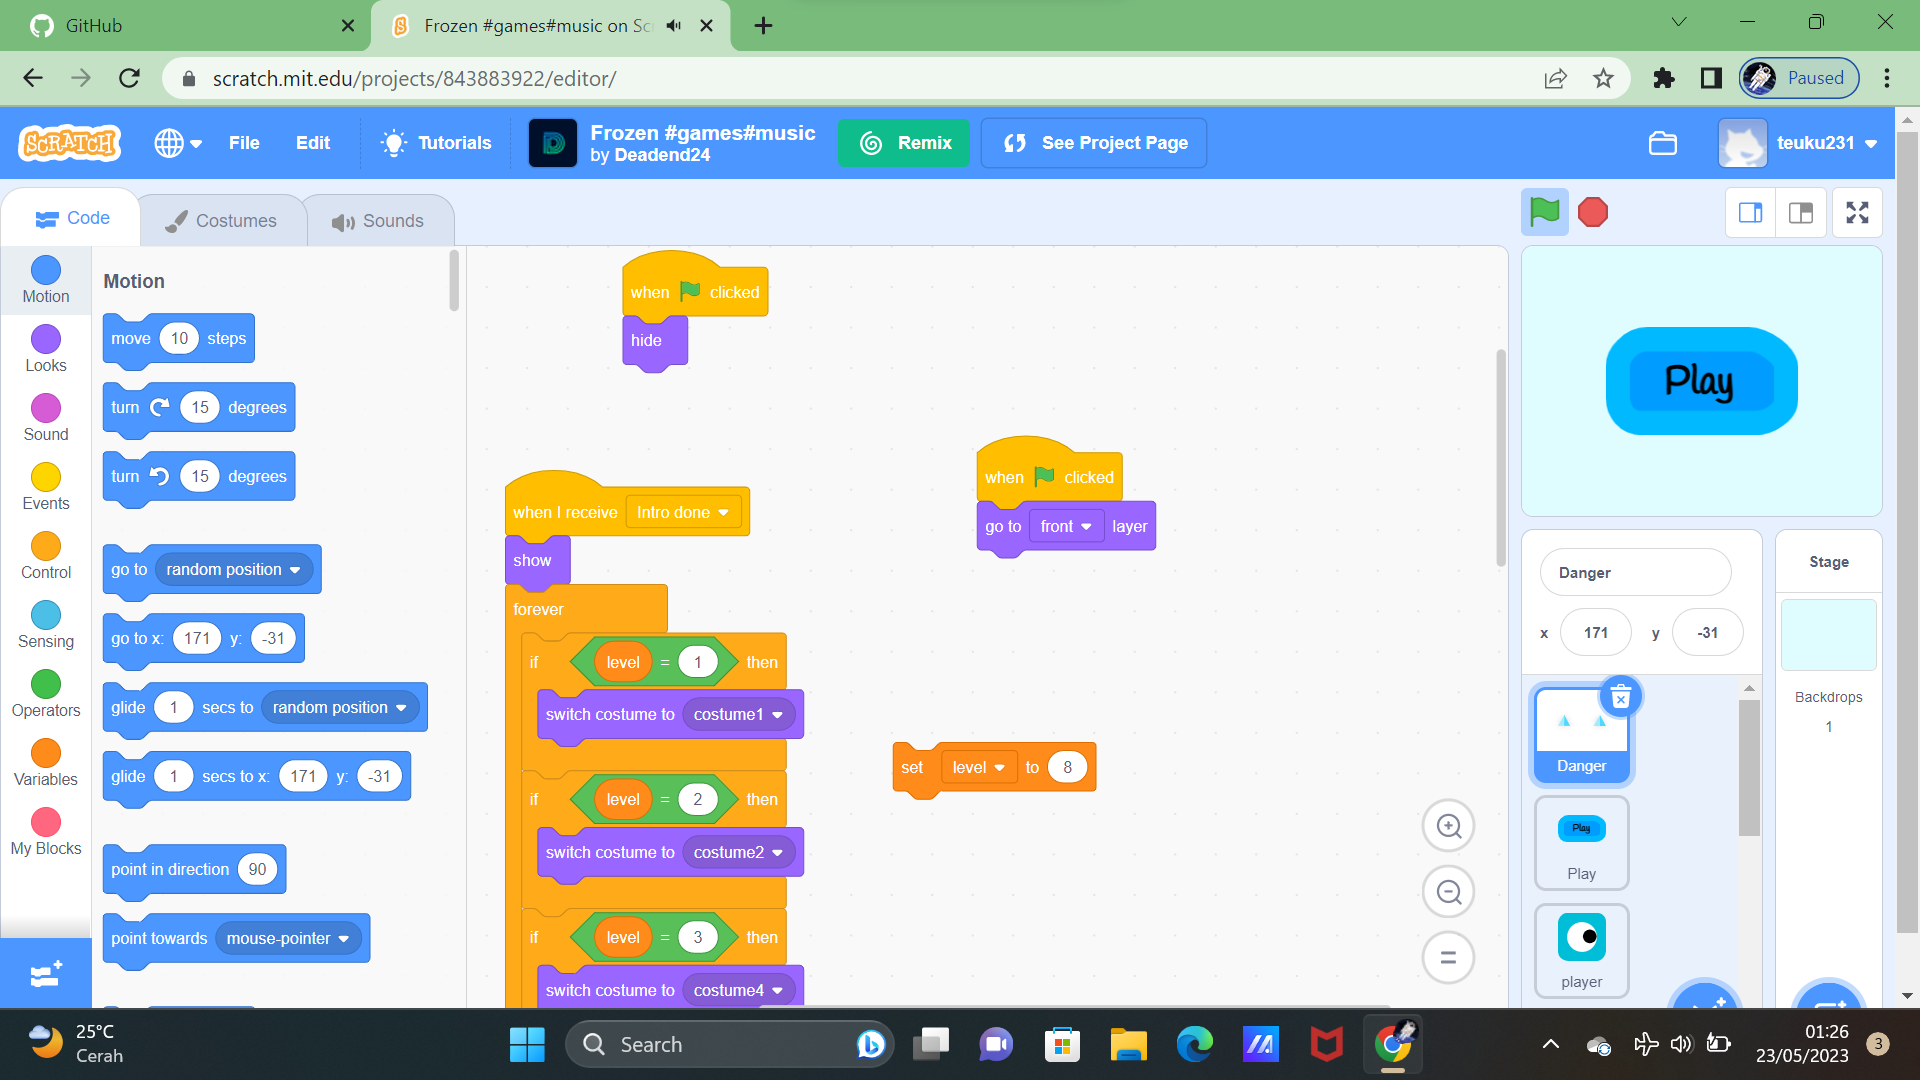 GitHub
Frozen #games#music on Sc
scratch.mit.edu/projects/843883922/editor/
Paused
SCRATCH
File
Edit
Tutorials
D
Frozen #games#music
by Deadend24
Remix
See Project Page
teuku231
Code
Costumes
Sounds
Motion
Looks
Sound
Events
Control
Sensing
Operators
Variables
My Blocks
Motion
move 10 steps
turn 15 degrees
turn 15 degrees
go to random position
go to x: 171 y: -31
glide 1 secs to random position
glide 1 secs to x: 171 y: -31
point in direction 90
point towards mouse-pointer
when clicked
hide
when I receive Intro done
show
forever
if level = 1 then
switch costume to costume1
if level = 2 then
switch costume to costume2
if level = 3 then
switch costume to costume4
when clicked
go to front layer
set level to 8
Play
Danger
x 171 y -31
Danger
Play
Play
player
Stage
Backdrops
1
25°C
Cerah
Search
01:26
23/05/2023
3